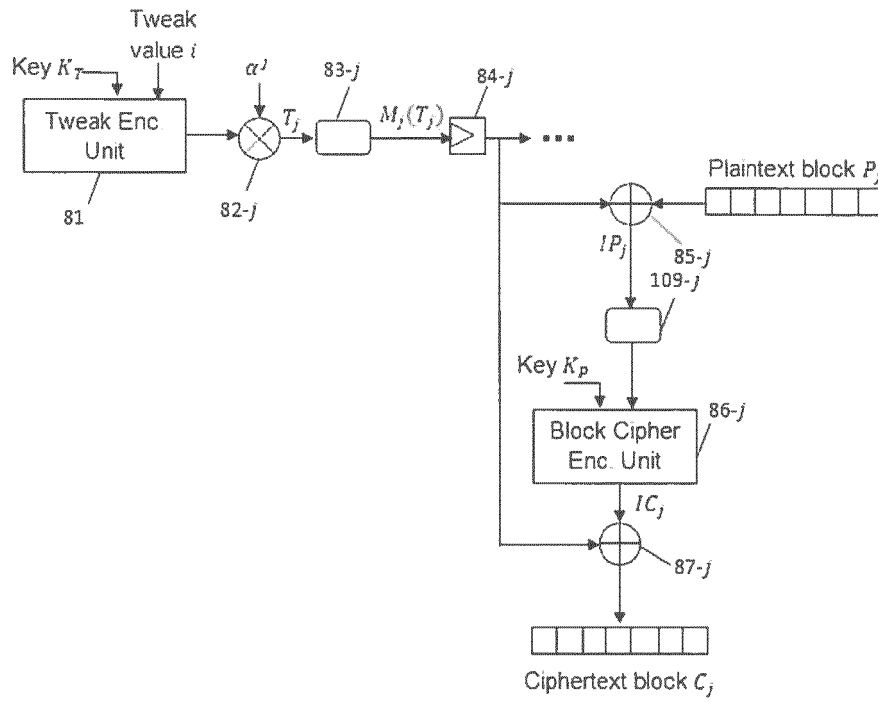 Tweak
value i
Key K_T
α^j
83-j
84-j
T_j
M_j(T_j)
Tweak Enc.
Unit
...
81
82-j
Plaintext block P_j
IP_j
85-j
109-j
Key K_p
Block Cipher
Enc. Unit
86-j
IC_j
87-j
Ciphertext block C_j